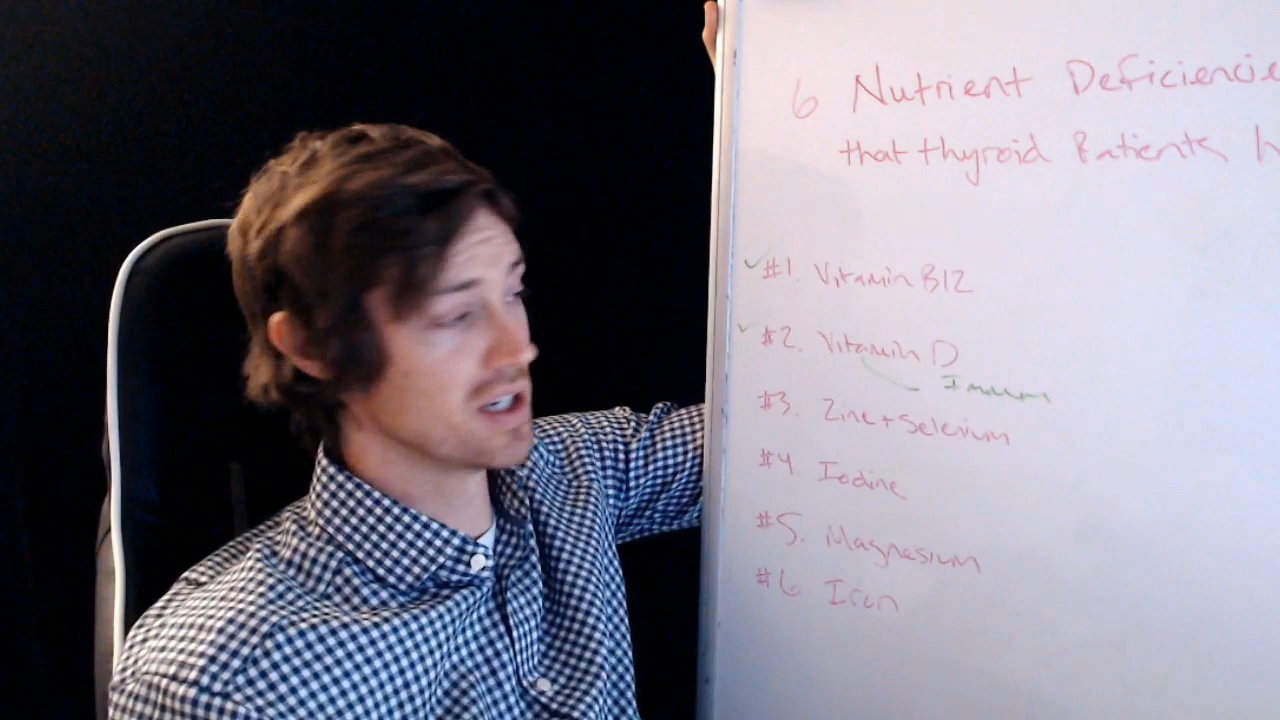 6 Nutrient Deficiencie
that thyroid Patients h
#1. Vitamin B12
#2. Vitamin D
#3. Zinc + Selenium
#4 Iodine
#5. Magnesium
#6 Iron